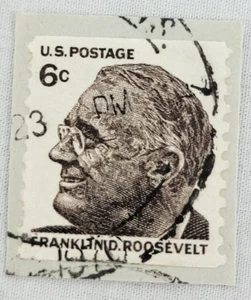 U.S. POSTAGE
6c
23
FRANKLIN D. ROOSEVELT